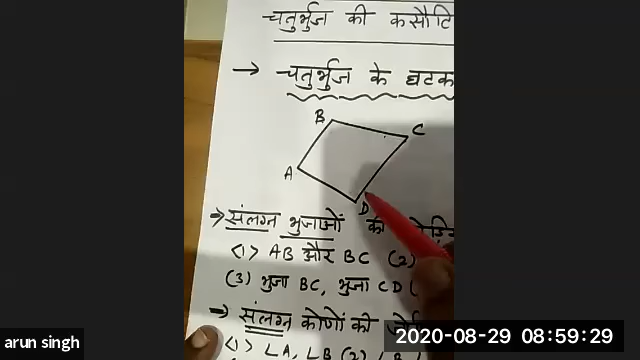 चतुर्भुज की
→ चतुर्भुज के घटक
B
C
A
D
→ संलग्न भुजाओं की
<1> AB और BC (2)
(3) भुजा BC, भुजा CD (
→ संलग्न कोणों की
<1> ∠A, ∠B (2) ∠B
arun singh
2020-08-29 08:59:29